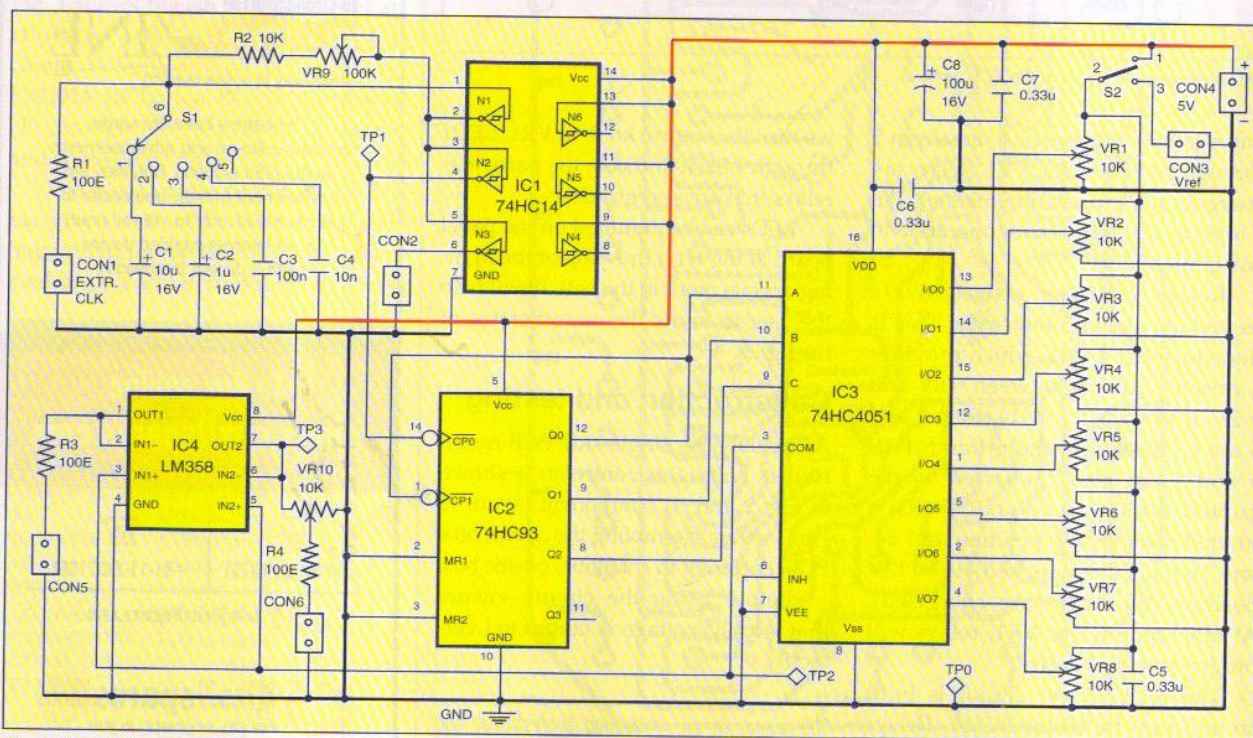 R2 10K
VR9
100K
S1
6
1
2
3
4
5
R1
100E
CON1
EXTR.
CLK
C1
10u
16V
C2
1u
16V
C3
100n
C4
10n
TP1
CON2
1
2
3
4
5
6
7
N1
N2
N3
GND
IC1
74HC14
Vcc
N6
N5
N4
14
13
12
11
10
9
8
C8
100u
16V
C7
0.33u
C6
0.33u
S2
1
2
3
CON4
5V
CON3
Vref
VR1
10K
VR2
10K
VR3
10K
VR4
10K
VR5
10K
VR6
10K
VR7
10K
VR8
10K
C5
0.33u
16
VDD
11
A
10
B
9
C
3
COM
6
INH
7
VEE
Vss
8
IC3
74HC4051
I/O0
13
I/O1
14
I/O2
15
I/O3
12
I/O4
1
I/O5
5
I/O6
2
I/O7
4
5
Vcc
14
CP0
1
CP1
2
MR1
3
MR2
GND
10
IC2
74HC93
Q0
12
Q1
9
Q2
8
Q3
11
1
OUT1
2
IN1–
3
IN1+
4
GND
IC4
LM358
Vcc
8
OUT2
7
IN2–
6
IN2+
5
R3
100E
CON5
TP3
VR10
10K
R4
100E
CON6
TP2
TP0
GND